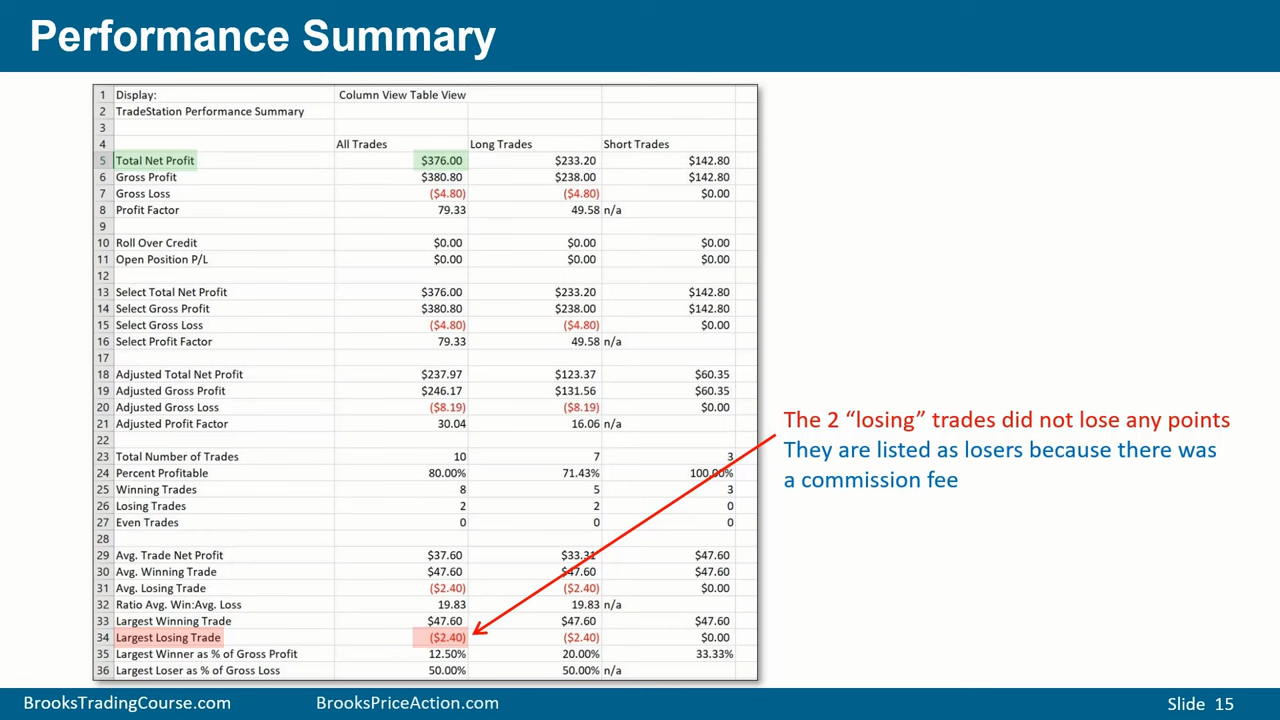 Performance Summary
1 Display: Column View Table View
2 TradeStation Performance Summary
3
4 All Trades Long Trades Short Trades
5 Total Net Profit $376.00 $233.20 $142.80
6 Gross Profit $380.80 $238.00 $142.80
7 Gross Loss ($4.80) ($4.80) $0.00
8 Profit Factor 79.33 49.58 n/a
9
10 Roll Over Credit $0.00 $0.00 $0.00
11 Open Position P/L $0.00 $0.00 $0.00
12
13 Select Total Net Profit $376.00 $233.20 $142.80
14 Select Gross Profit $380.80 $238.00 $142.80
15 Select Gross Loss ($4.80) ($4.80) $0.00
16 Select Profit Factor 79.33 49.58 n/a
17
18 Adjusted Total Net Profit $237.97 $123.37 $60.35
19 Adjusted Gross Profit $246.17 $131.56 $60.35
20 Adjusted Gross Loss ($8.19) ($8.19) $0.00
21 Adjusted Profit Factor 30.04 16.06 n/a
22
23 Total Number of Trades 10 7 3
24 Percent Profitable 80.00% 71.43% 100.00%
25 Winning Trades 8 5 3
26 Losing Trades 2 2 0
27 Even Trades 0 0 0
28
29 Avg. Trade Net Profit $37.60 $33.31 $47.60
30 Avg. Winning Trade $47.60 $47.60 $47.60
31 Avg. Losing Trade ($2.40) ($2.40) $0.00
32 Ratio Avg. Win:Avg. Loss 19.83 19.83 n/a
33 Largest Winning Trade $47.60 $47.60 $47.60
34 Largest Losing Trade ($2.40) ($2.40) $0.00
35 Largest Winner as % of Gross Profit 12.50% 20.00% 33.33%
36 Largest Loser as % of Gross Loss 50.00% 50.00% n/a
The 2 “losing” trades did not lose any points
They are listed as losers because there was
a commission fee
BrooksTradingCourse.com BrooksPriceAction.com Slide 15